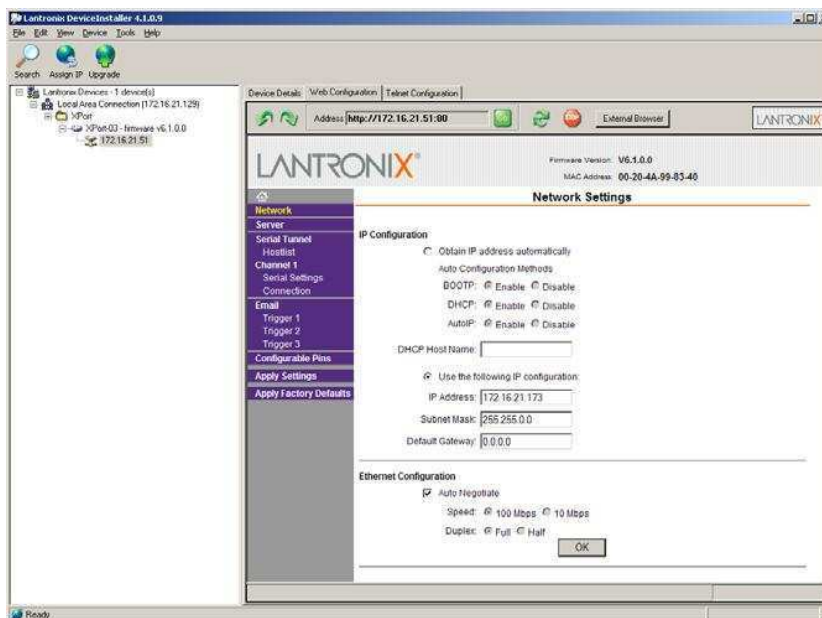 Lantronix DeviceInstaller 4.1.0.9
File Edit View Device Tools Help
Search Assign IP Upgrade
Lantronix Devices - 1 device(s)
Local Area Connection (172.16.21.129)
XPort
XPort-03 - firmware v6.1.0.0
172.16.21.51
Device Details Web Configuration Telnet Configuration
Address http://172.16.21.51:80 External Browser LANTRONIX
LANTRONIX®
Firmware Version: V6.1.0.0
MAC Address: 00-20-4A-99-83-40
Network
Server
Serial Tunnel
Hostlist
Channel 1
Serial Settings
Connection
Email
Trigger 1
Trigger 2
Trigger 3
Configurable Pins
Apply Settings
Apply Factory Defaults
Network Settings
IP Configuration
Obtain IP address automatically
Auto Configuration Methods
BOOTP: Enable Disable
DHCP: Enable Disable
AutoIP: Enable Disable
DHCP Host Name:
Use the following IP configuration:
IP Address: 172.16.21.173
Subnet Mask: 255.255.0.0
Default Gateway: 0.0.0.0
Ethernet Configuration
Auto Negotiate
Speed: 100 Mbps 10 Mbps
Duplex: Full Half
OK
Ready